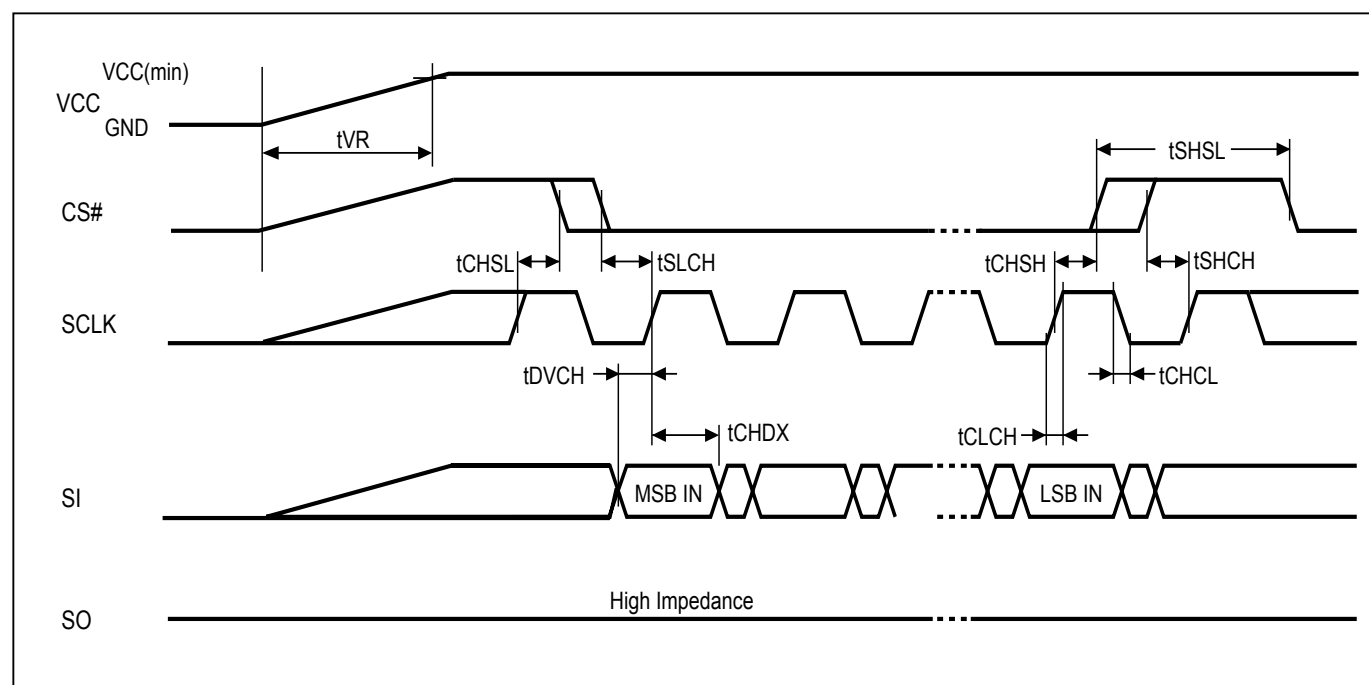 VCC(min)
VCC
GND
tVR
tSHSL
CS#
tCHSL
tSLCH
tCHSH
tSHCH
SCLK
tDVCH
tCHCL
tCHDX
tCLCH
SI
MSB IN
LSB IN
High Impedance
SO